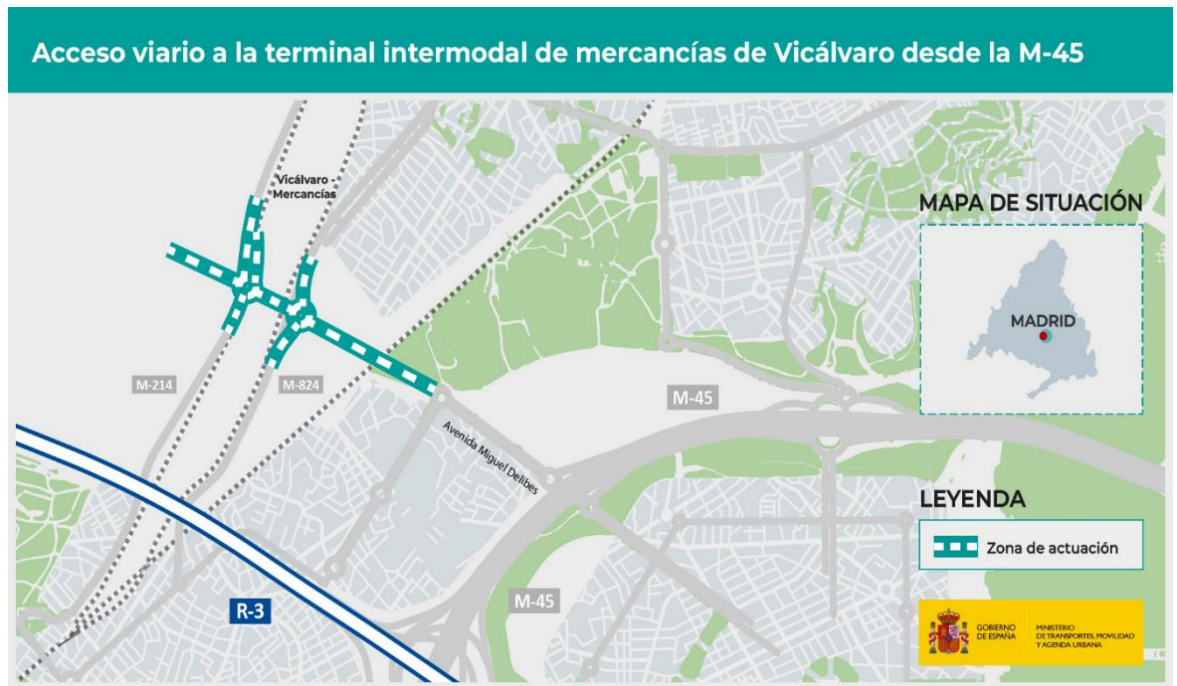 Acceso viario a la terminal intermodal de mercancías de Vicálvaro desde la M-45
Vicálvaro -
Mercancías
MAPA DE SITUACIÓN
MADRID
M-214
M-824
M-45
Avenida Miguel Delibes
LEYENDA
Zona de actuación
R-3
M-45
GOBIERNO
DE ESPAÑA
MINISTERIO
DE TRANSPORTES, MOVILIDAD
Y AGENDA URBANA